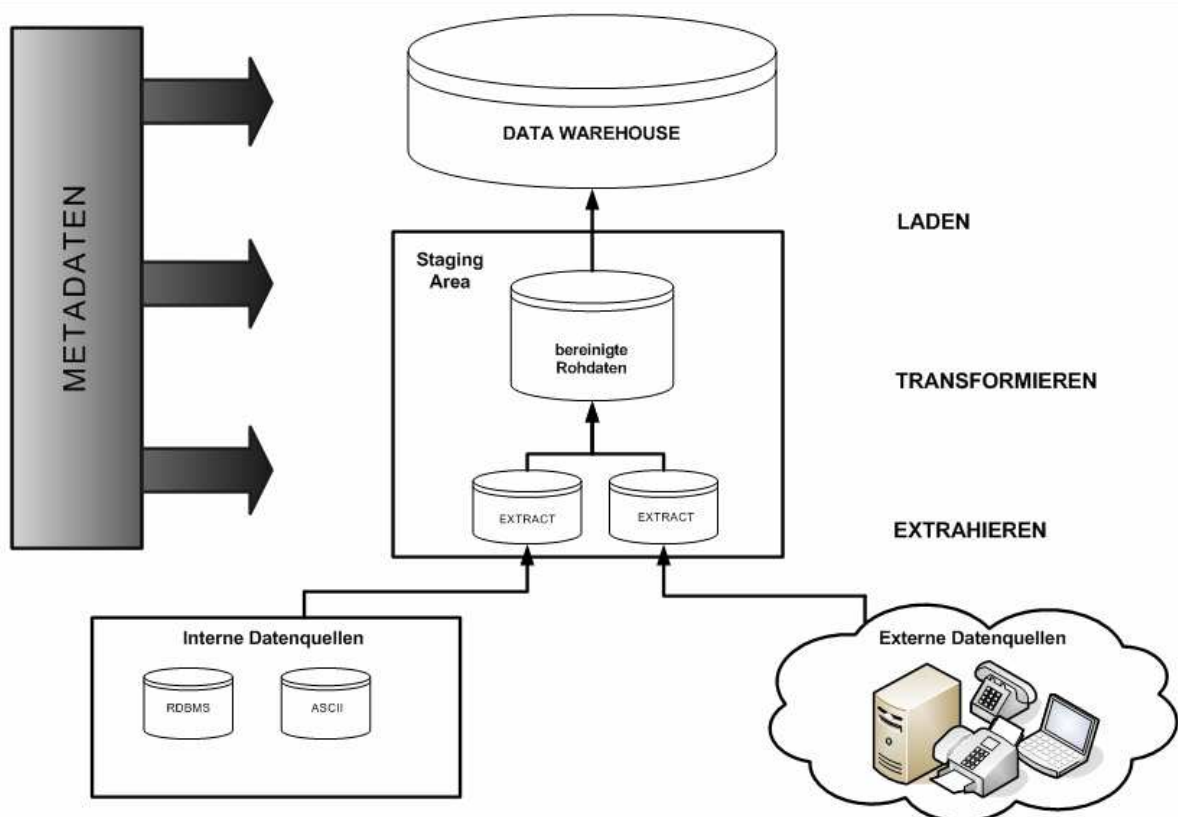 METADATEN
DATA WAREHOUSE
LADEN
Staging
Area
bereinigte
Rohdaten
TRANSFORMIEREN
EXTRACT
EXTRACT
EXTRAHIEREN
Interne Datenquellen
RDBMS
ASCII
Externe Datenquellen